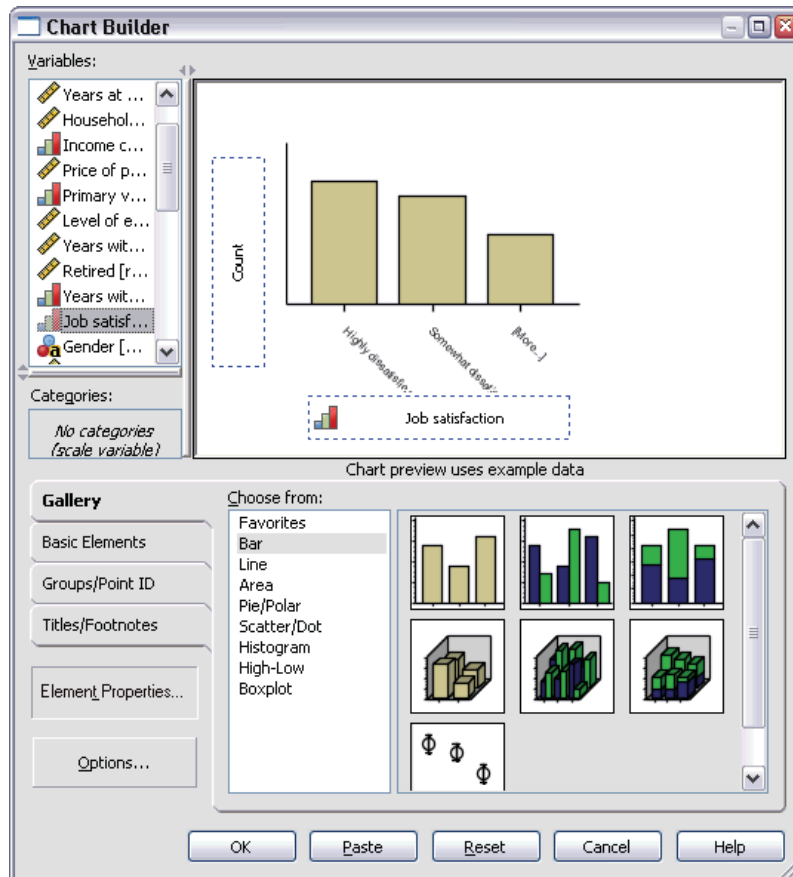 Chart Builder
Variables:
Years at ...
Househol...
Income c...
Price of p...
Primary v...
Level of e...
Years wit...
Retired [r...
Years wit...
Job satisf...
Gender [...
Categories:
No categories
(scale variable)
Count
Highly dissatisfie..
Somewhat dissati..
[More...]
Job satisfaction
Chart preview uses example data
Gallery
Basic Elements
Groups/Point ID
Titles/Footnotes
Element Properties...
Options...
Choose from:
Favorites
Bar
Line
Area
Pie/Polar
Scatter/Dot
Histogram
High-Low
Boxplot
OK
Paste
Reset
Cancel
Help